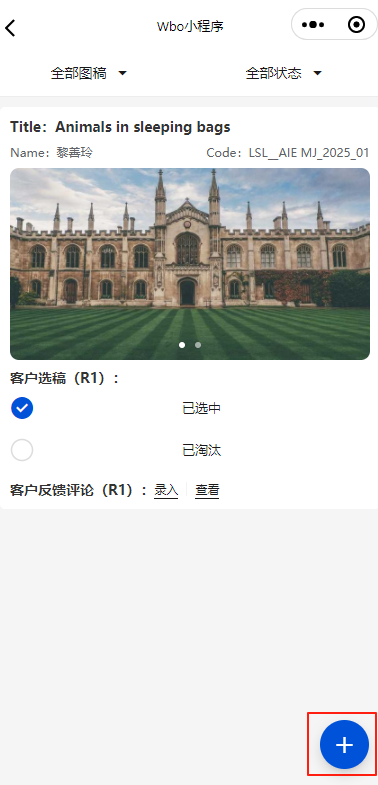 Wbo小程序
全部图稿 全部状态
Title：Animals in sleeping bags
Name：黎善玲 Code：LSL__AIE MJ_2025_01
客户选稿（R1）：
已选中
已淘汰
客户反馈评论（R1）：录入 查看